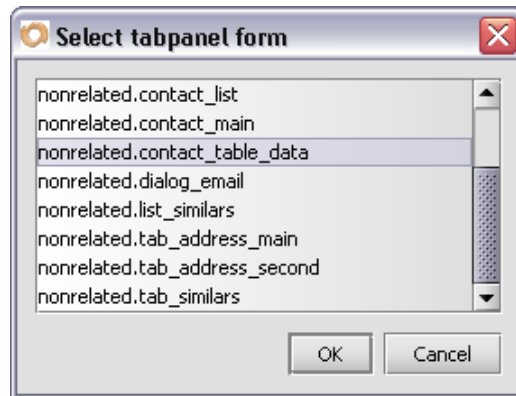 Select tabpanel form
nonrelated.contact_list
nonrelated.contact_main
nonrelated.contact_table_data
nonrelated.dialog_email
nonrelated.list_similars
nonrelated.tab_address_main
nonrelated.tab_address_second
nonrelated.tab_similars
OK Cancel